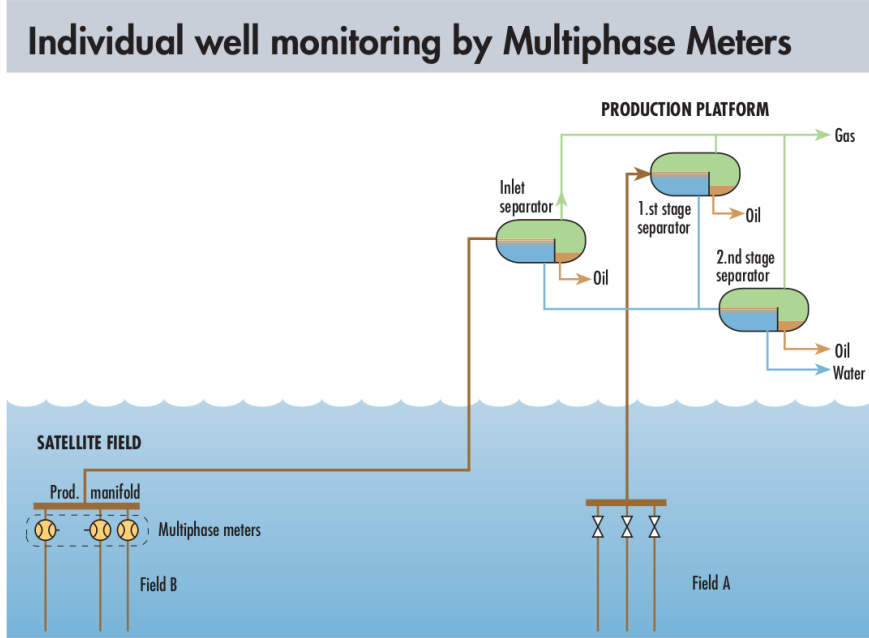 Individual well monitoring by Multiphase Meters
PRODUCTION PLATFORM
Gas
Inlet
separator
1.st stage
separator
Oil
2.nd stage
separator
Oil
Oil
Water
SATELLITE FIELD
Prod. manifold
Multiphase meters
Field B
Field A